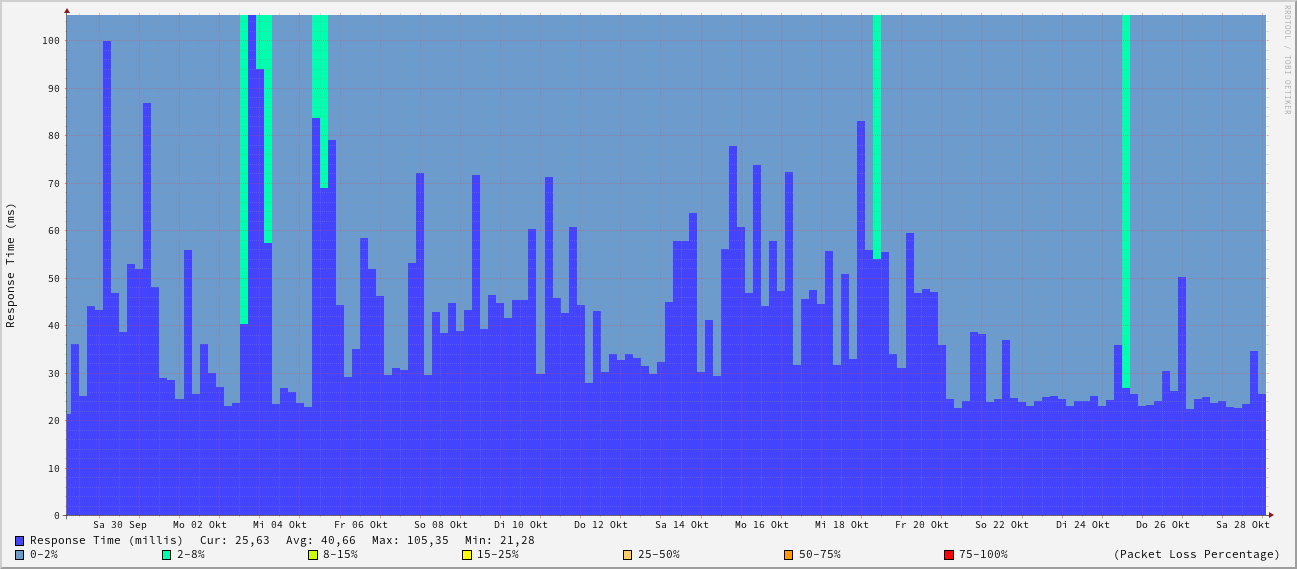 RRDTOOL / TOBI OETIKER
Response Time (ms)
100
90
80
70
60
50
40
30
20
10
0
Sa 30 Sep Mo 02 Okt Mi 04 Okt Fr 06 Okt So 08 Okt Di 10 Okt Do 12 Okt Sa 14 Okt Mo 16 Okt Mi 18 Okt Fr 20 Okt So 22 Okt Di 24 Okt Do 26 Okt Sa 28 Okt
Response Time (millis) Cur: 25,63 Avg: 40,66 Max: 105,35 Min: 21,28
0-2% 2-8% 8-15% 15-25% 25-50% 50-75% 75-100% (Packet Loss Percentage)